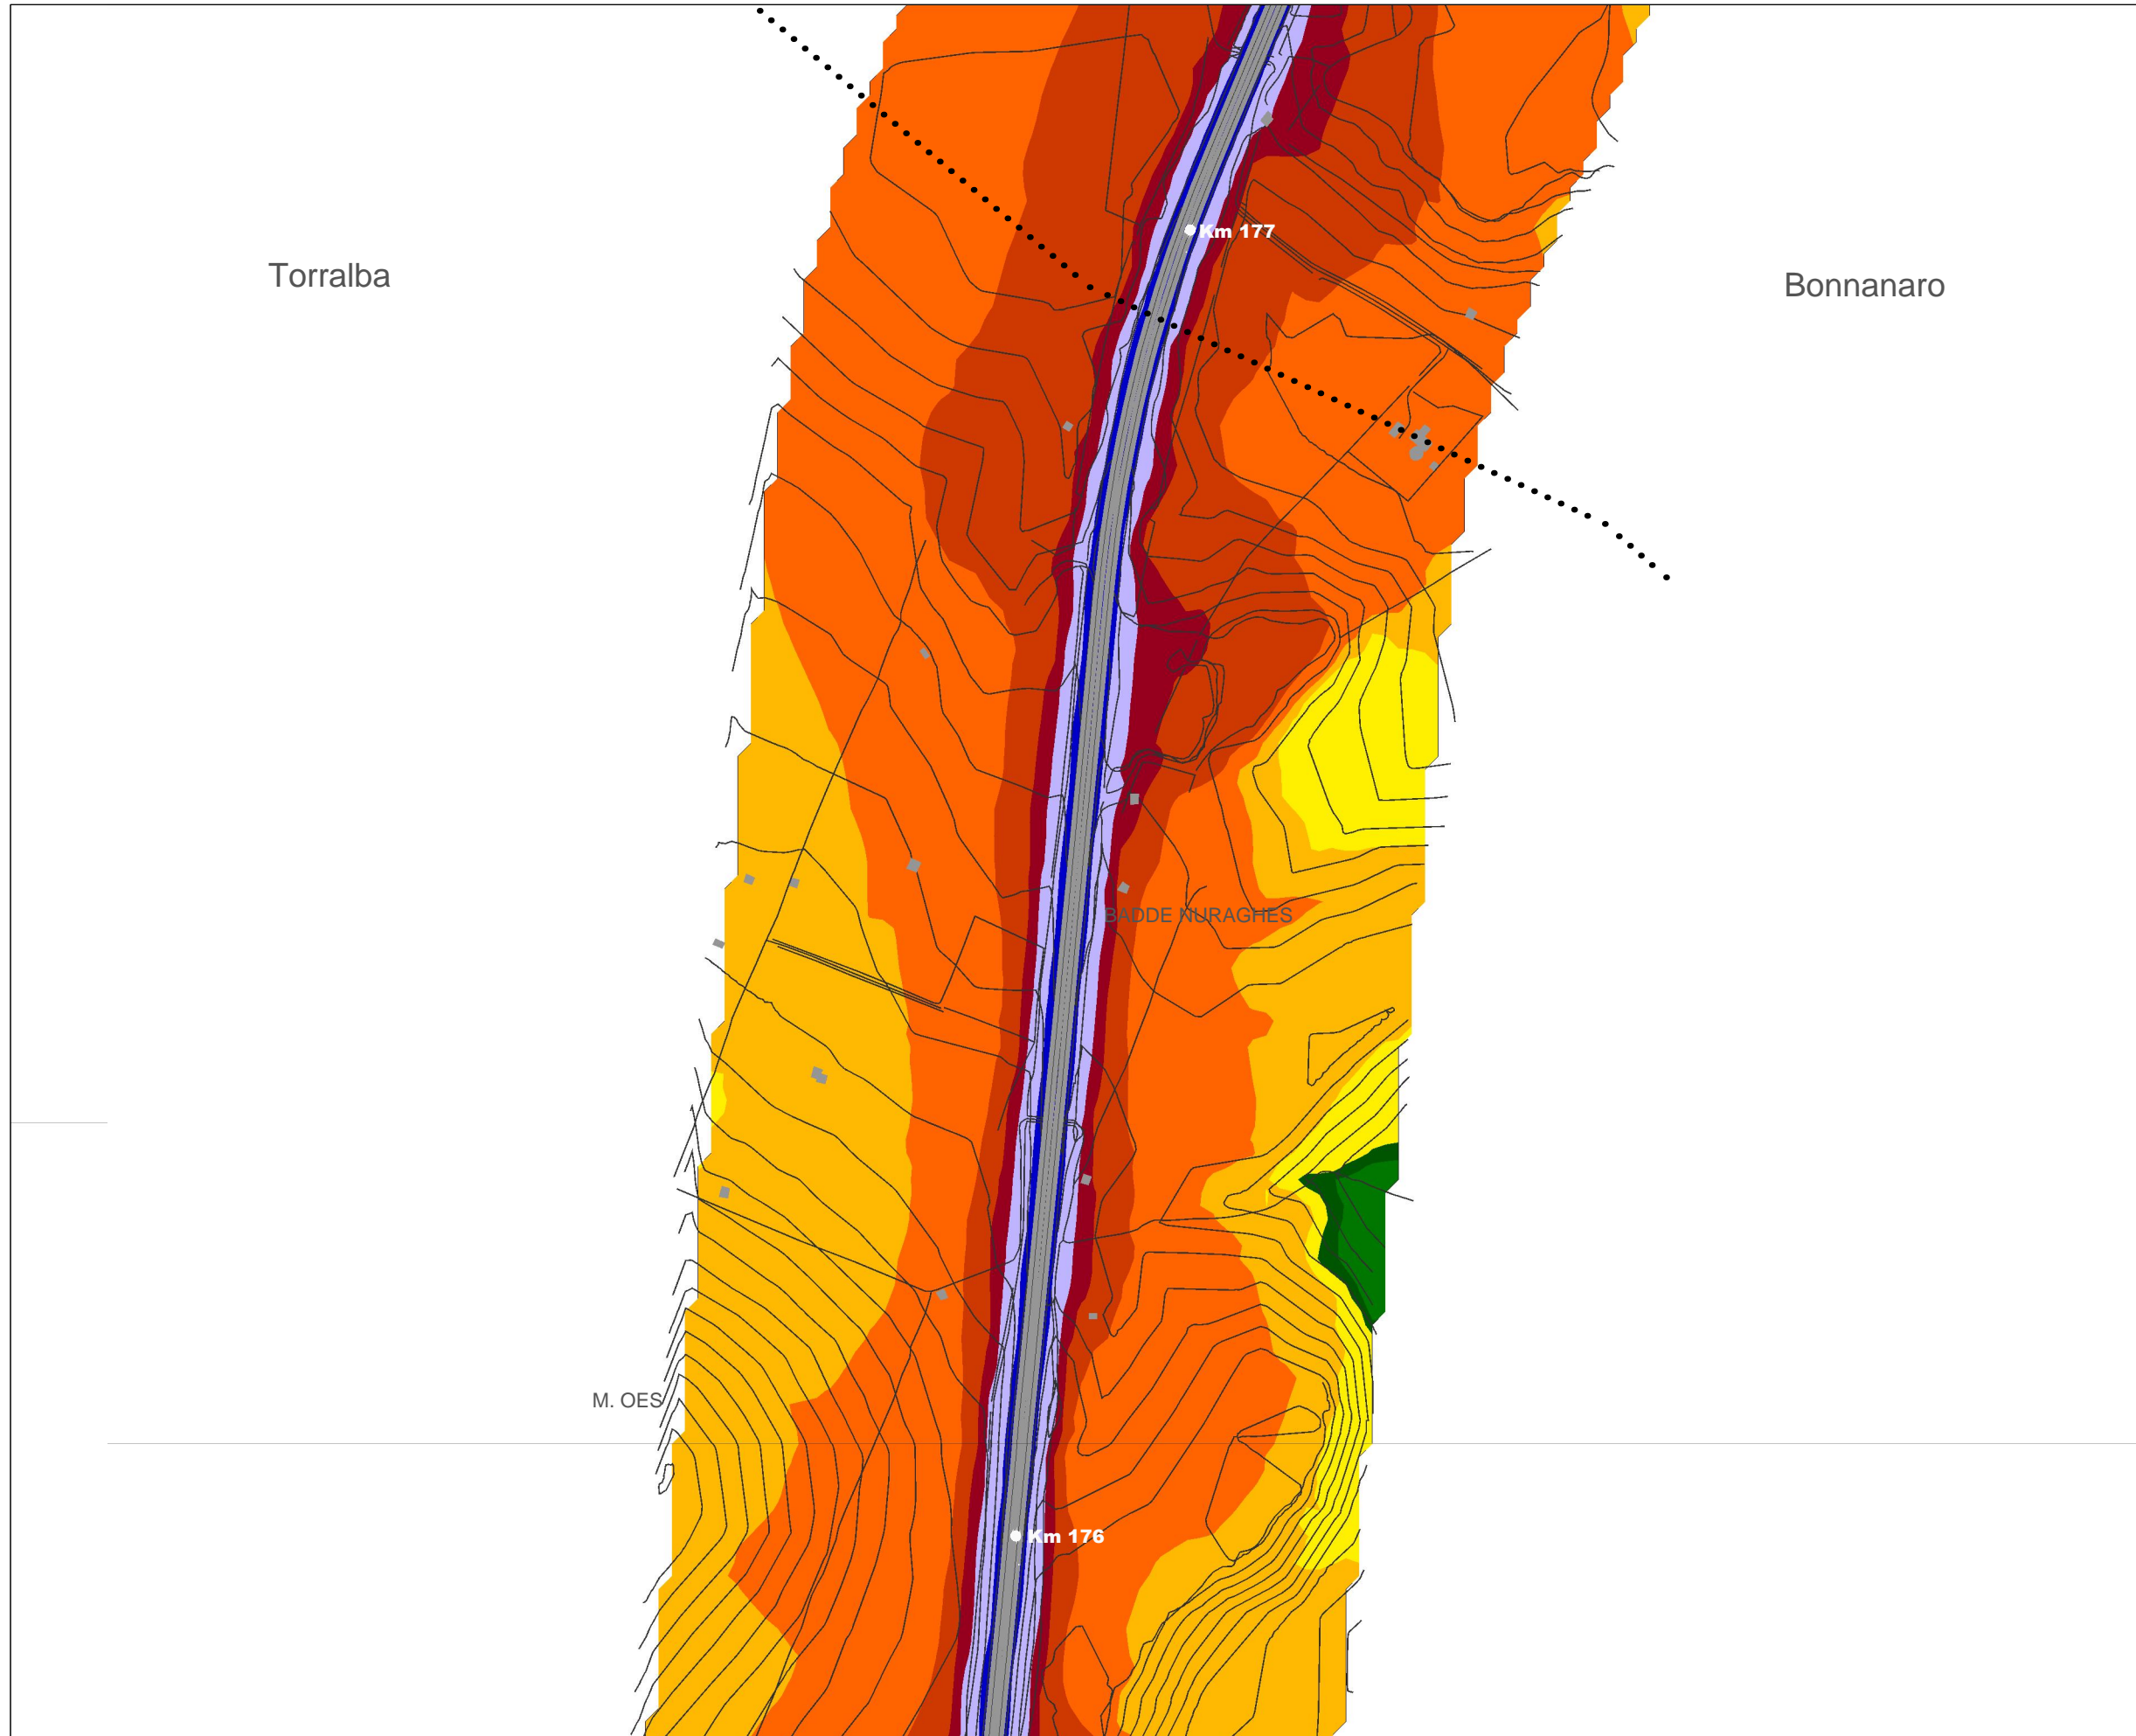 Km 177
Torralba
Bonnanaro
BADDE NURAGHES
M. OES
Km 176